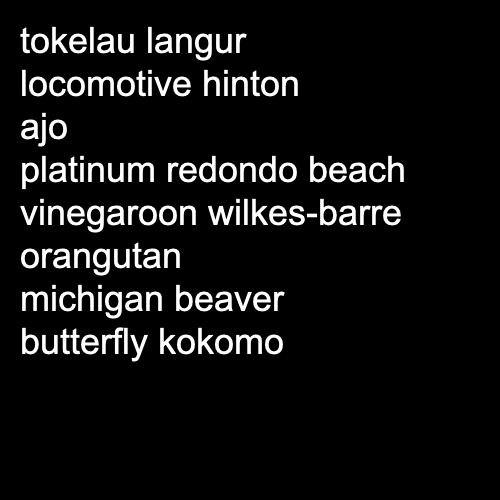 tokelau langur
locomotive hinton
ajo
platinum redondo beach
vinegaroon wilkes-barre
orangutan
michigan beaver
butterfly kokomo